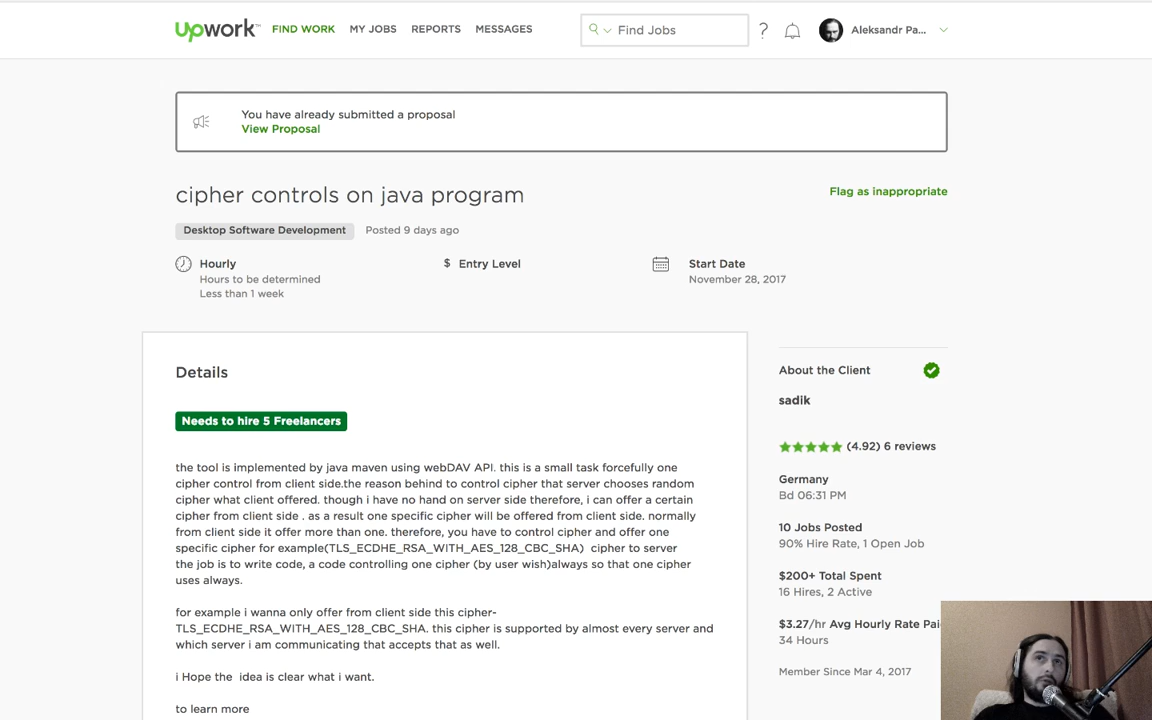 upwork™ FIND WORK MY JOBS REPORTS MESSAGES Find Jobs ? Aleksandr Pa...
You have already submitted a proposal
View Proposal
cipher controls on java program
Flag as inappropriate
Desktop Software Development Posted 9 days ago
Hourly
Hours to be determined
Less than 1 week
$ Entry Level
Start Date
November 28, 2017
Details
Needs to hire 5 Freelancers
the tool is implemented by java maven using webDAV API. this is a small task forcefully one
cipher control from client side.the reason behind to control cipher that server chooses random
cipher what client offered. though i have no hand on server side therefore, i can offer a certain
cipher from client side . as a result one specific cipher will be offered from client side. normally
from client side it offer more than one. therefore, you have to control cipher and offer one
specific cipher for example(TLS_ECDHE_RSA_WITH_AES_128_CBC_SHA) cipher to server
the job is to write code, a code controlling one cipher (by user wish)always so that one cipher
uses always.
for example i wanna only offer from client side this cipher-
TLS_ECDHE_RSA_WITH_AES_128_CBC_SHA. this cipher is supported by almost every server and
which server i am communicating that accepts that as well.
i Hope the idea is clear what i want.
to learn more
About the Client
sadik
(4.92) 6 reviews
Germany
Bd 06:31 PM
10 Jobs Posted
90% Hire Rate, 1 Open Job
$200+ Total Spent
16 Hires, 2 Active
$3.27/hr Avg Hourly Rate Pai
34 Hours
Member Since Mar 4, 2017